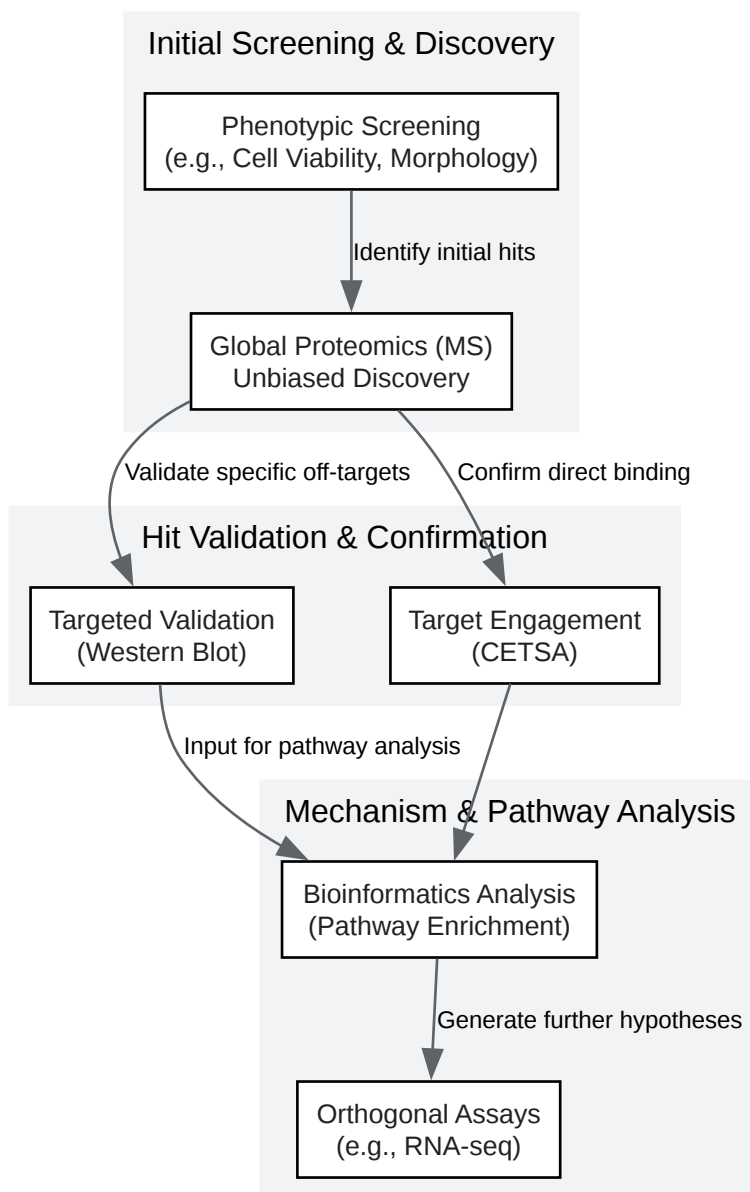 Initial Screening & Discovery
Phenotypic Screening
(e.g., Cell Viability, Morphology)
Identify initial hits
Global Proteomics (MS)
Unbiased Discovery
Validate specific off-targets
Confirm direct binding
Hit Validation & Confirmation
Targeted Validation
(Western Blot)
Target Engagement
(CETSA)
Input for pathway analysis
Mechanism & Pathway Analysis
Bioinformatics Analysis
(Pathway Enrichment)
Generate further hypotheses
Orthogonal Assays
(e.g., RNA-seq)